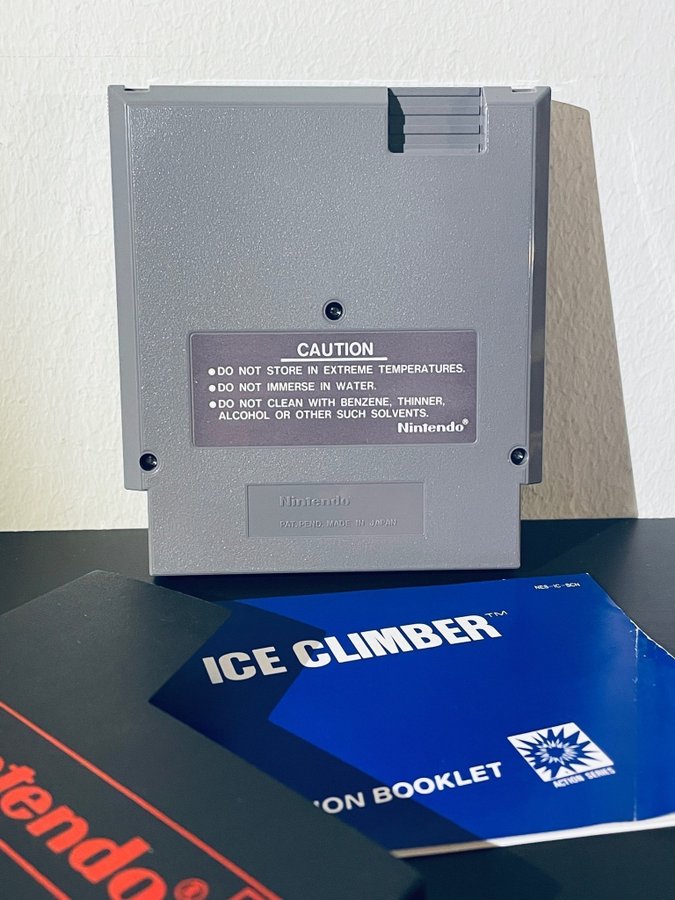 CAUTION
●DO NOT STORE IN EXTREME TEMPERATURES.
●DO NOT IMMERSE IN WATER.
●DO NOT CLEAN WITH BENZENE, THINNER,
ALCOHOL OR OTHER SUCH SOLVENTS.
Nintendo®
Nintendo
PAT. PEND. MADE IN JAPAN
NES-IC-SCN
ICE CLIMBER™
ION BOOKLET
ACTION SERIES
ntendo®